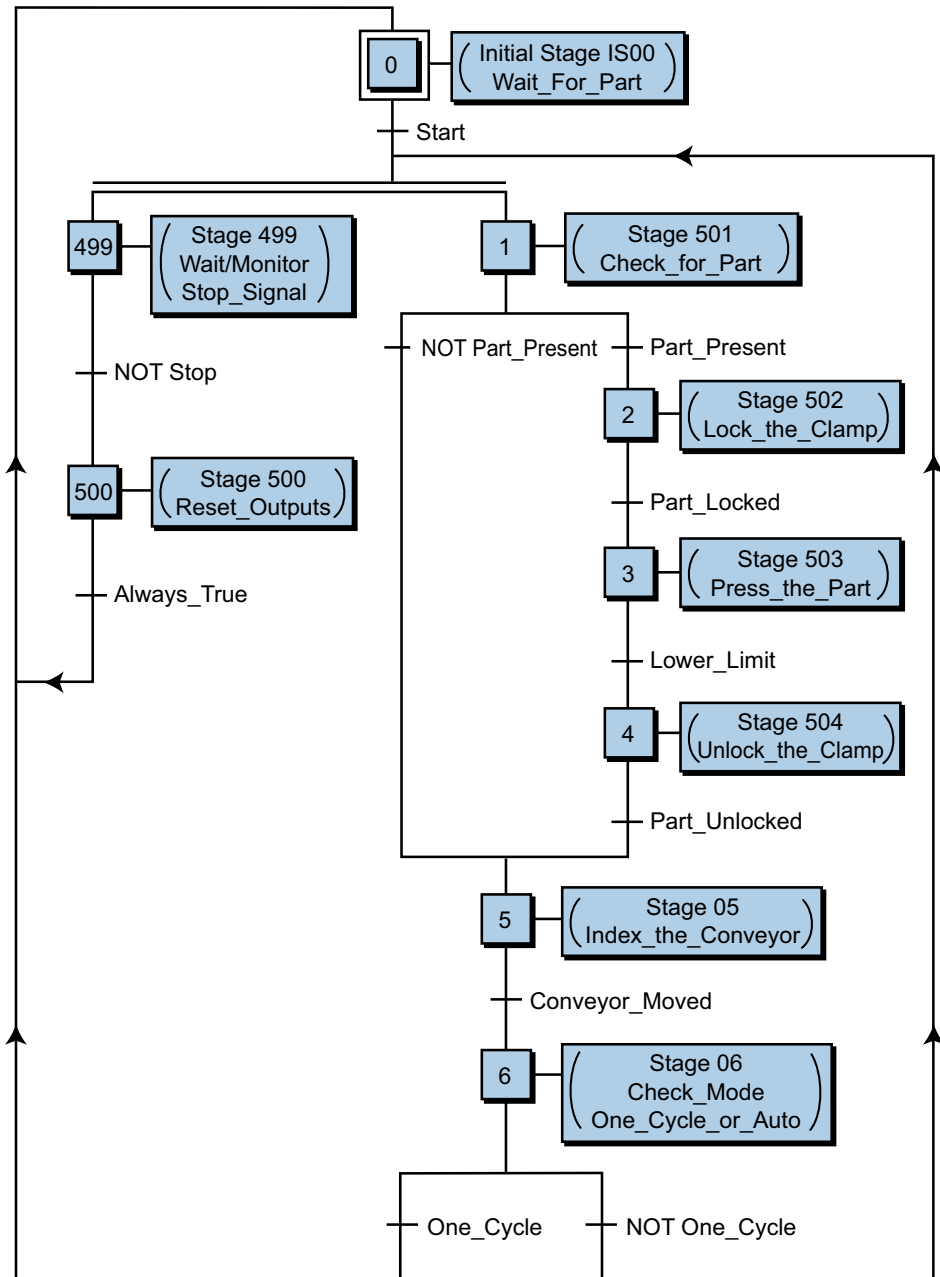 0
Initial Stage IS00
Wait_For_Part
Start
499
Stage 499
Wait/Monitor
Stop_Signal
1
Stage 501
Check_for_Part
NOT Part_Present
Part_Present
NOT Stop
2
Stage 502
Lock_the_Clamp
500
Stage 500
Reset_Outputs
Part_Locked
3
Stage 503
Press_the_Part
Always_True
Lower_Limit
4
Stage 504
Unlock_the_Clamp
Part_Unlocked
5
Stage 05
Index_the_Conveyor
Conveyor_Moved
6
Stage 06
Check_Mode
One_Cycle_or_Auto
One_Cycle
NOT One_Cycle